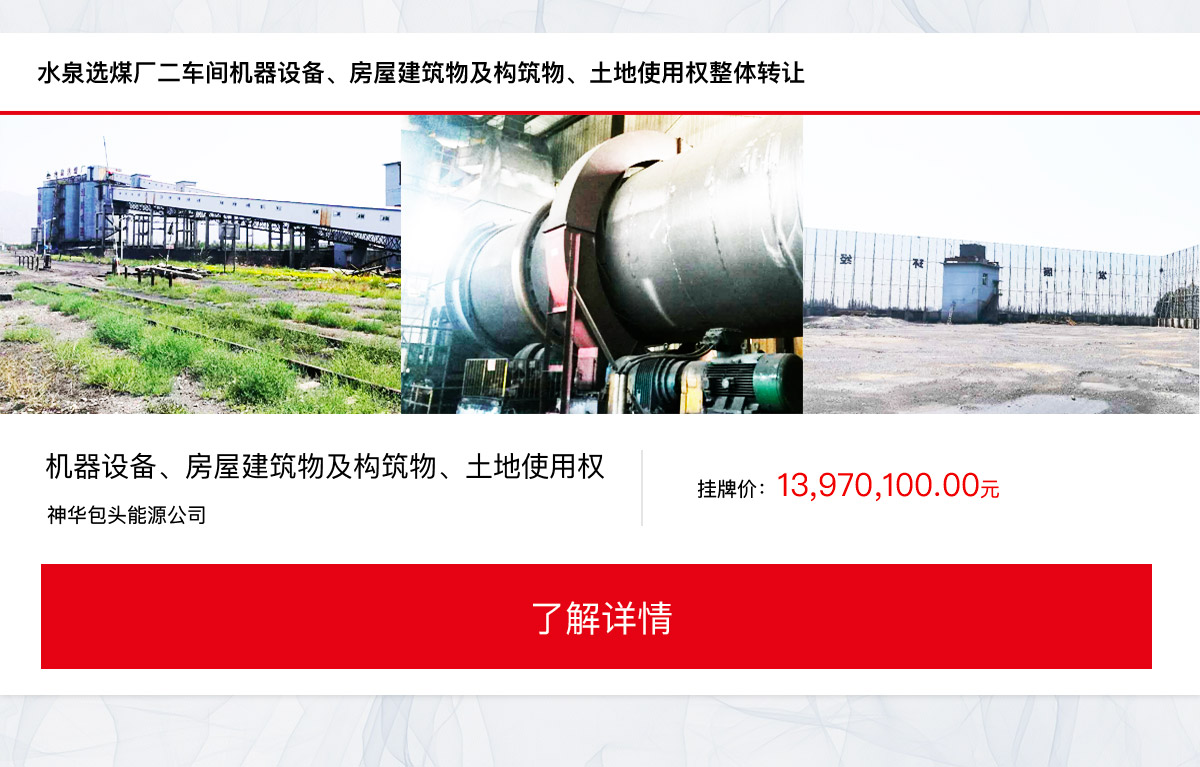 水泉选煤厂二车间机器设备、房屋建筑物及构筑物、土地使用权整体转让
机器设备、房屋建筑物及构筑物、土地使用权
神华包头能源公司
挂牌价：13,970,100.00元
了解详情